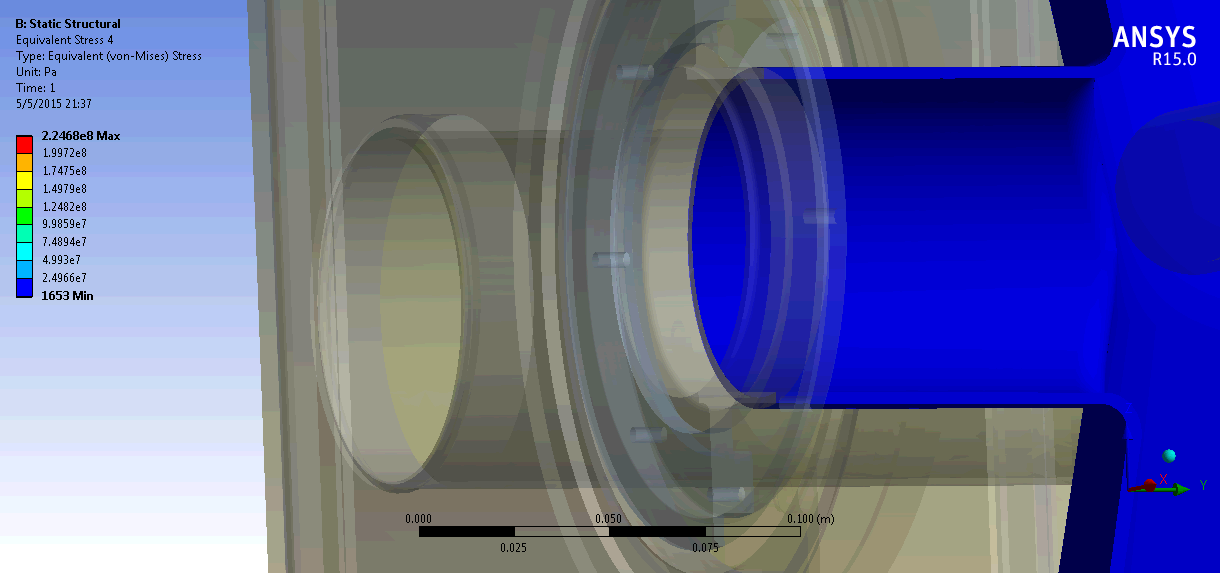 B: Static Structural
Equivalent Stress 4
Type: Equivalent (von-Mises) Stress
Unit: Pa
Time: 1
5/5/2015 21:37
ANSYS
R15.0
2.2468e8 Max
1.9972e8
1.7475e8
1.4979e8
1.2482e8
9.9859e7
7.4894e7
4.993e7
2.4966e7
1653 Min
X
Y
0.000 0.050 0.100 (m)
0.025 0.075